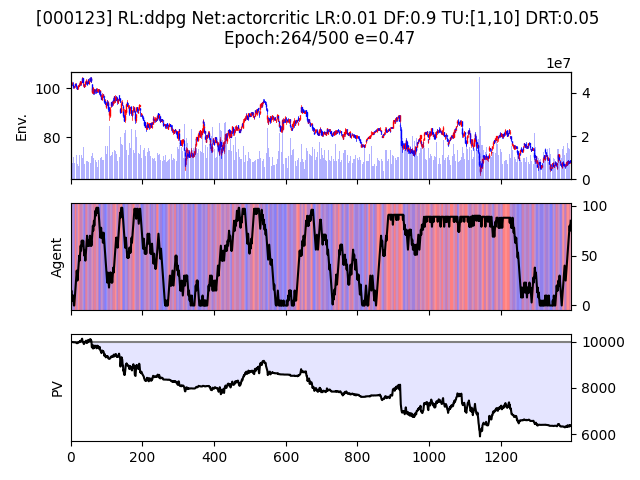 [000123] RL:ddpg Net:actorcritic LR:0.01 DF:0.9 TU:[1,10] DRT:0.05
Epoch:264/500 e=0.47
1e7
100
80
Env.
4
2
0
Agent
100
50
0
PV
10000
8000
6000
0 200 400 600 800 1000 1200